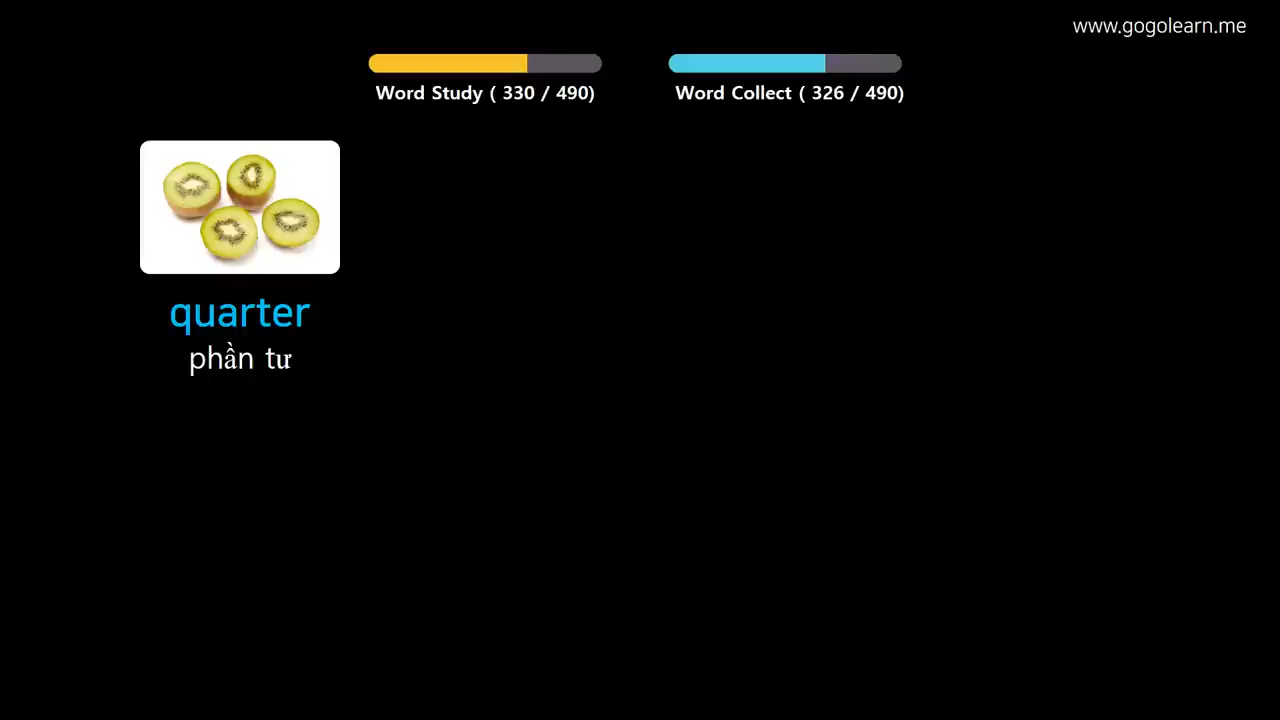 www.gogolearn.me
Word Study ( 330 / 490)
Word Collect ( 326 / 490)
quarter
phần tư